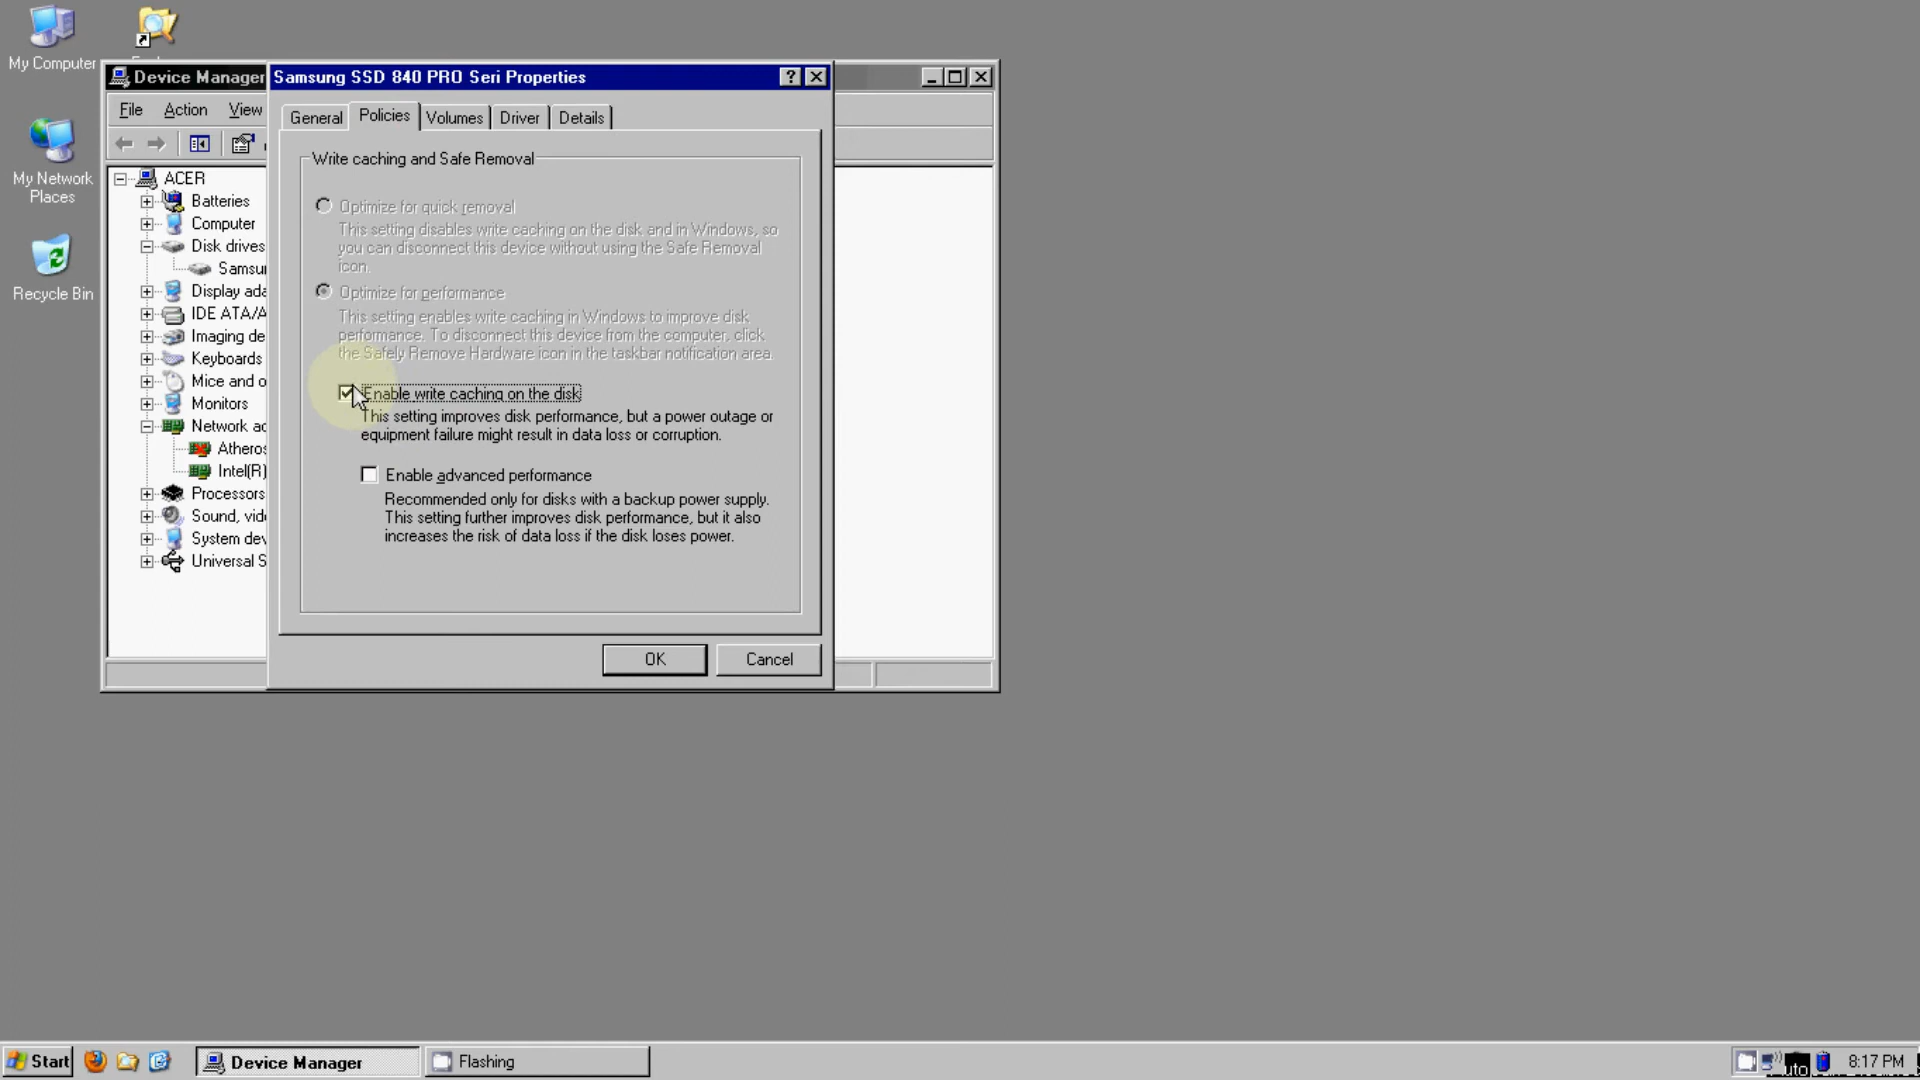 My Computer
My Network
Places
Recycle Bin
Device Manager
File Action View
ACER
Batteries
Computer
Disk drives
Samsu
Display ada
IDE ATA/A
Imaging de
Keyboards
Mice and o
Monitors
Network ad
Atheros
Intel(R)
Processors
Sound, vide
System dev
Universal S
Samsung SSD 840 PRO Seri Properties
General Policies Volumes Driver Details
Write caching and Safe Removal
Optimize for quick removal
This setting disables write caching on the disk and in Windows, so
you can disconnect this device without using the Safe Removal
icon.
Optimize for performance
This setting enables write caching in Windows to improve disk
performance. To disconnect this device from the computer, click
the Safely Remove Hardware icon in the taskbar notification area.
Enable write caching on the disk
This setting improves disk performance, but a power outage or
equipment failure might result in data loss or corruption.
Enable advanced performance
Recommended only for disks with a backup power supply.
This setting further improves disk performance, but it also
increases the risk of data loss if the disk loses power.
OK Cancel
Start Device Manager Flashing 8:17 PM